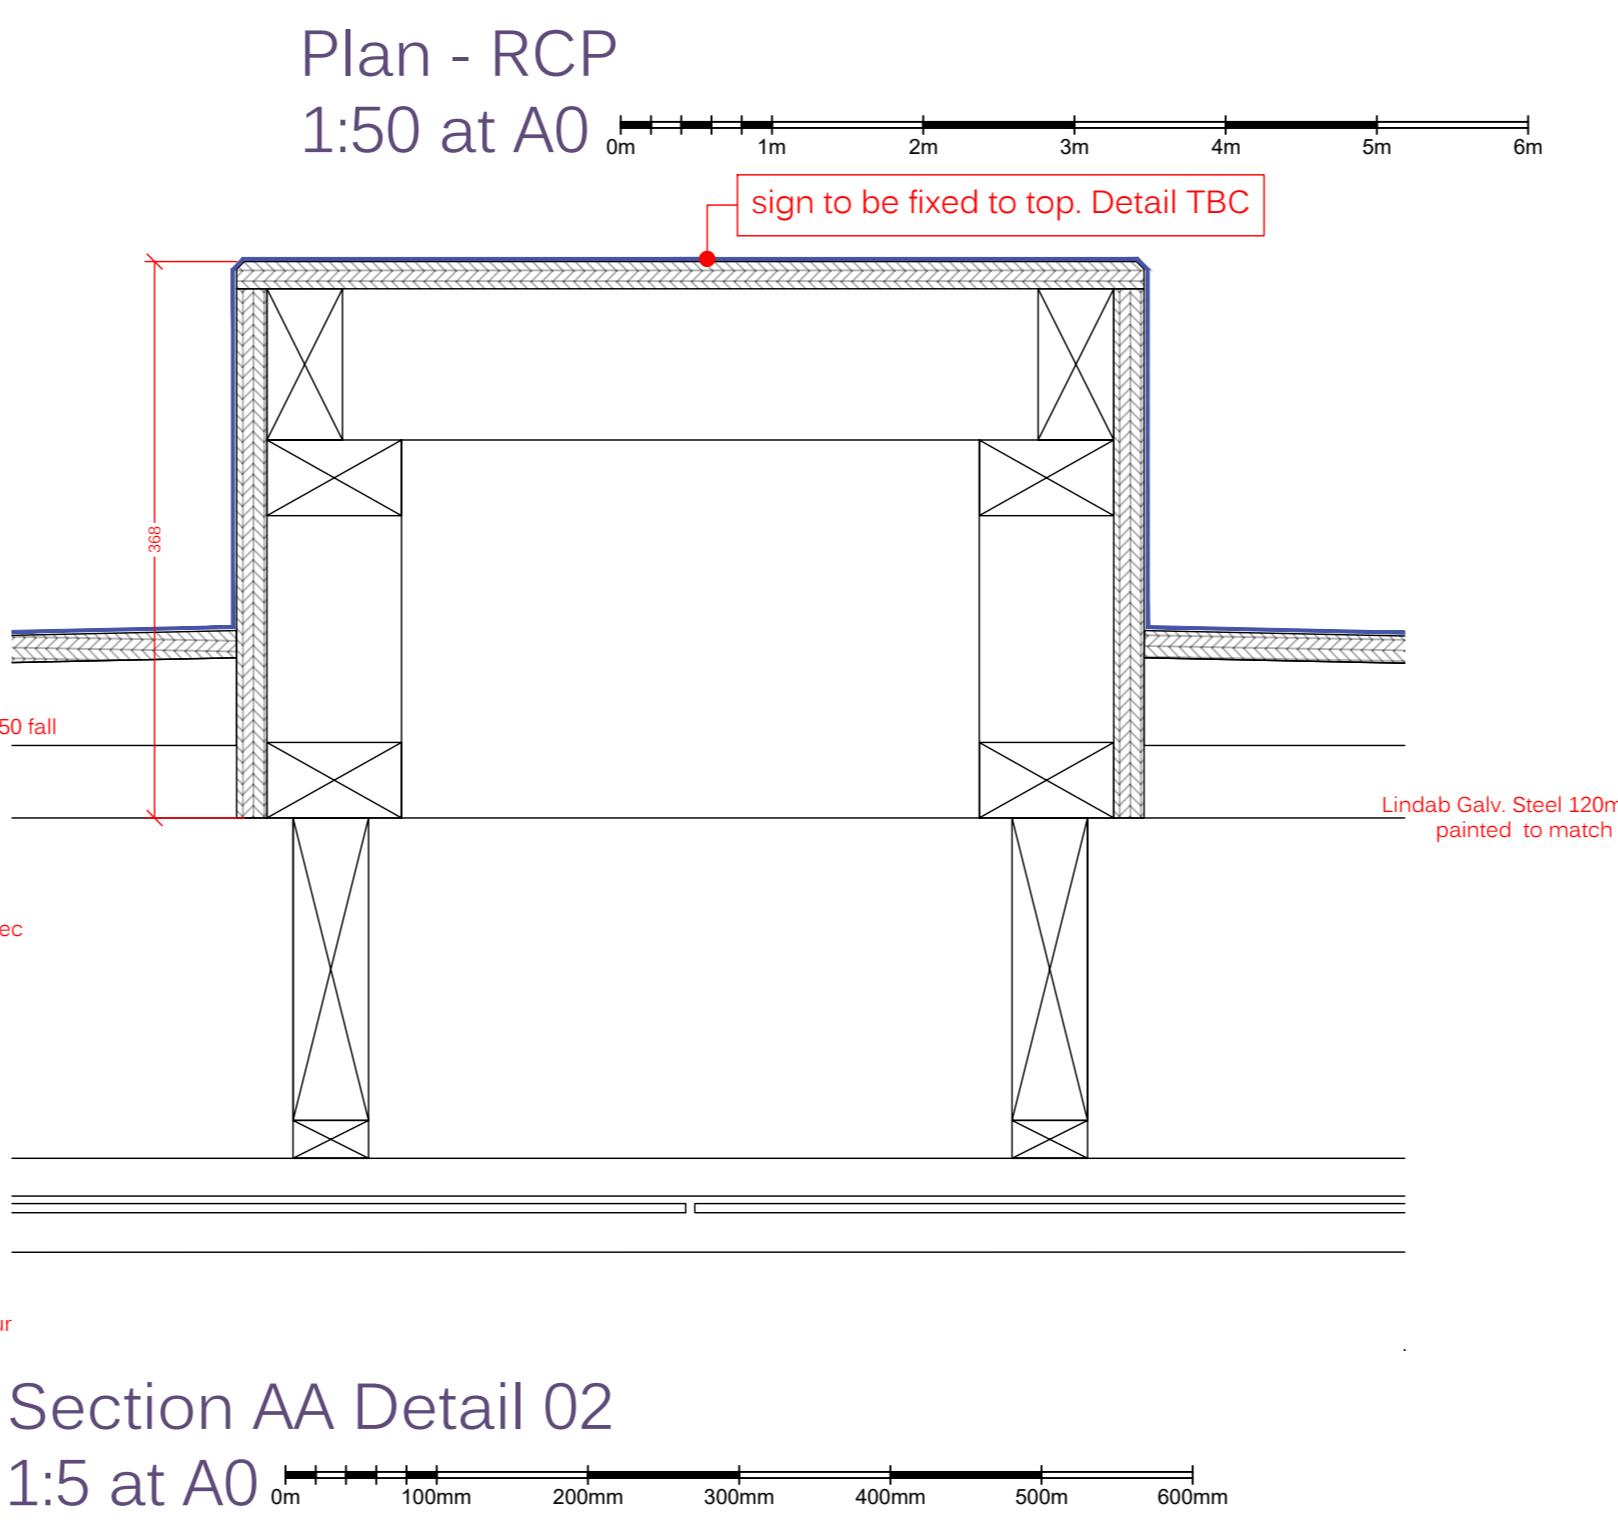 Plan - RCP
1:50 at A0
0m 1m 2m 3m 4m 5m 6m
sign to be fixed to top. Detail TBC
368
50 fall
Lindab Galv. Steel 120m
painted to match
ec
ur
Section AA Detail 02
1:5 at A0
0m 100mm 200mm 300mm 400mm 500m 600mm